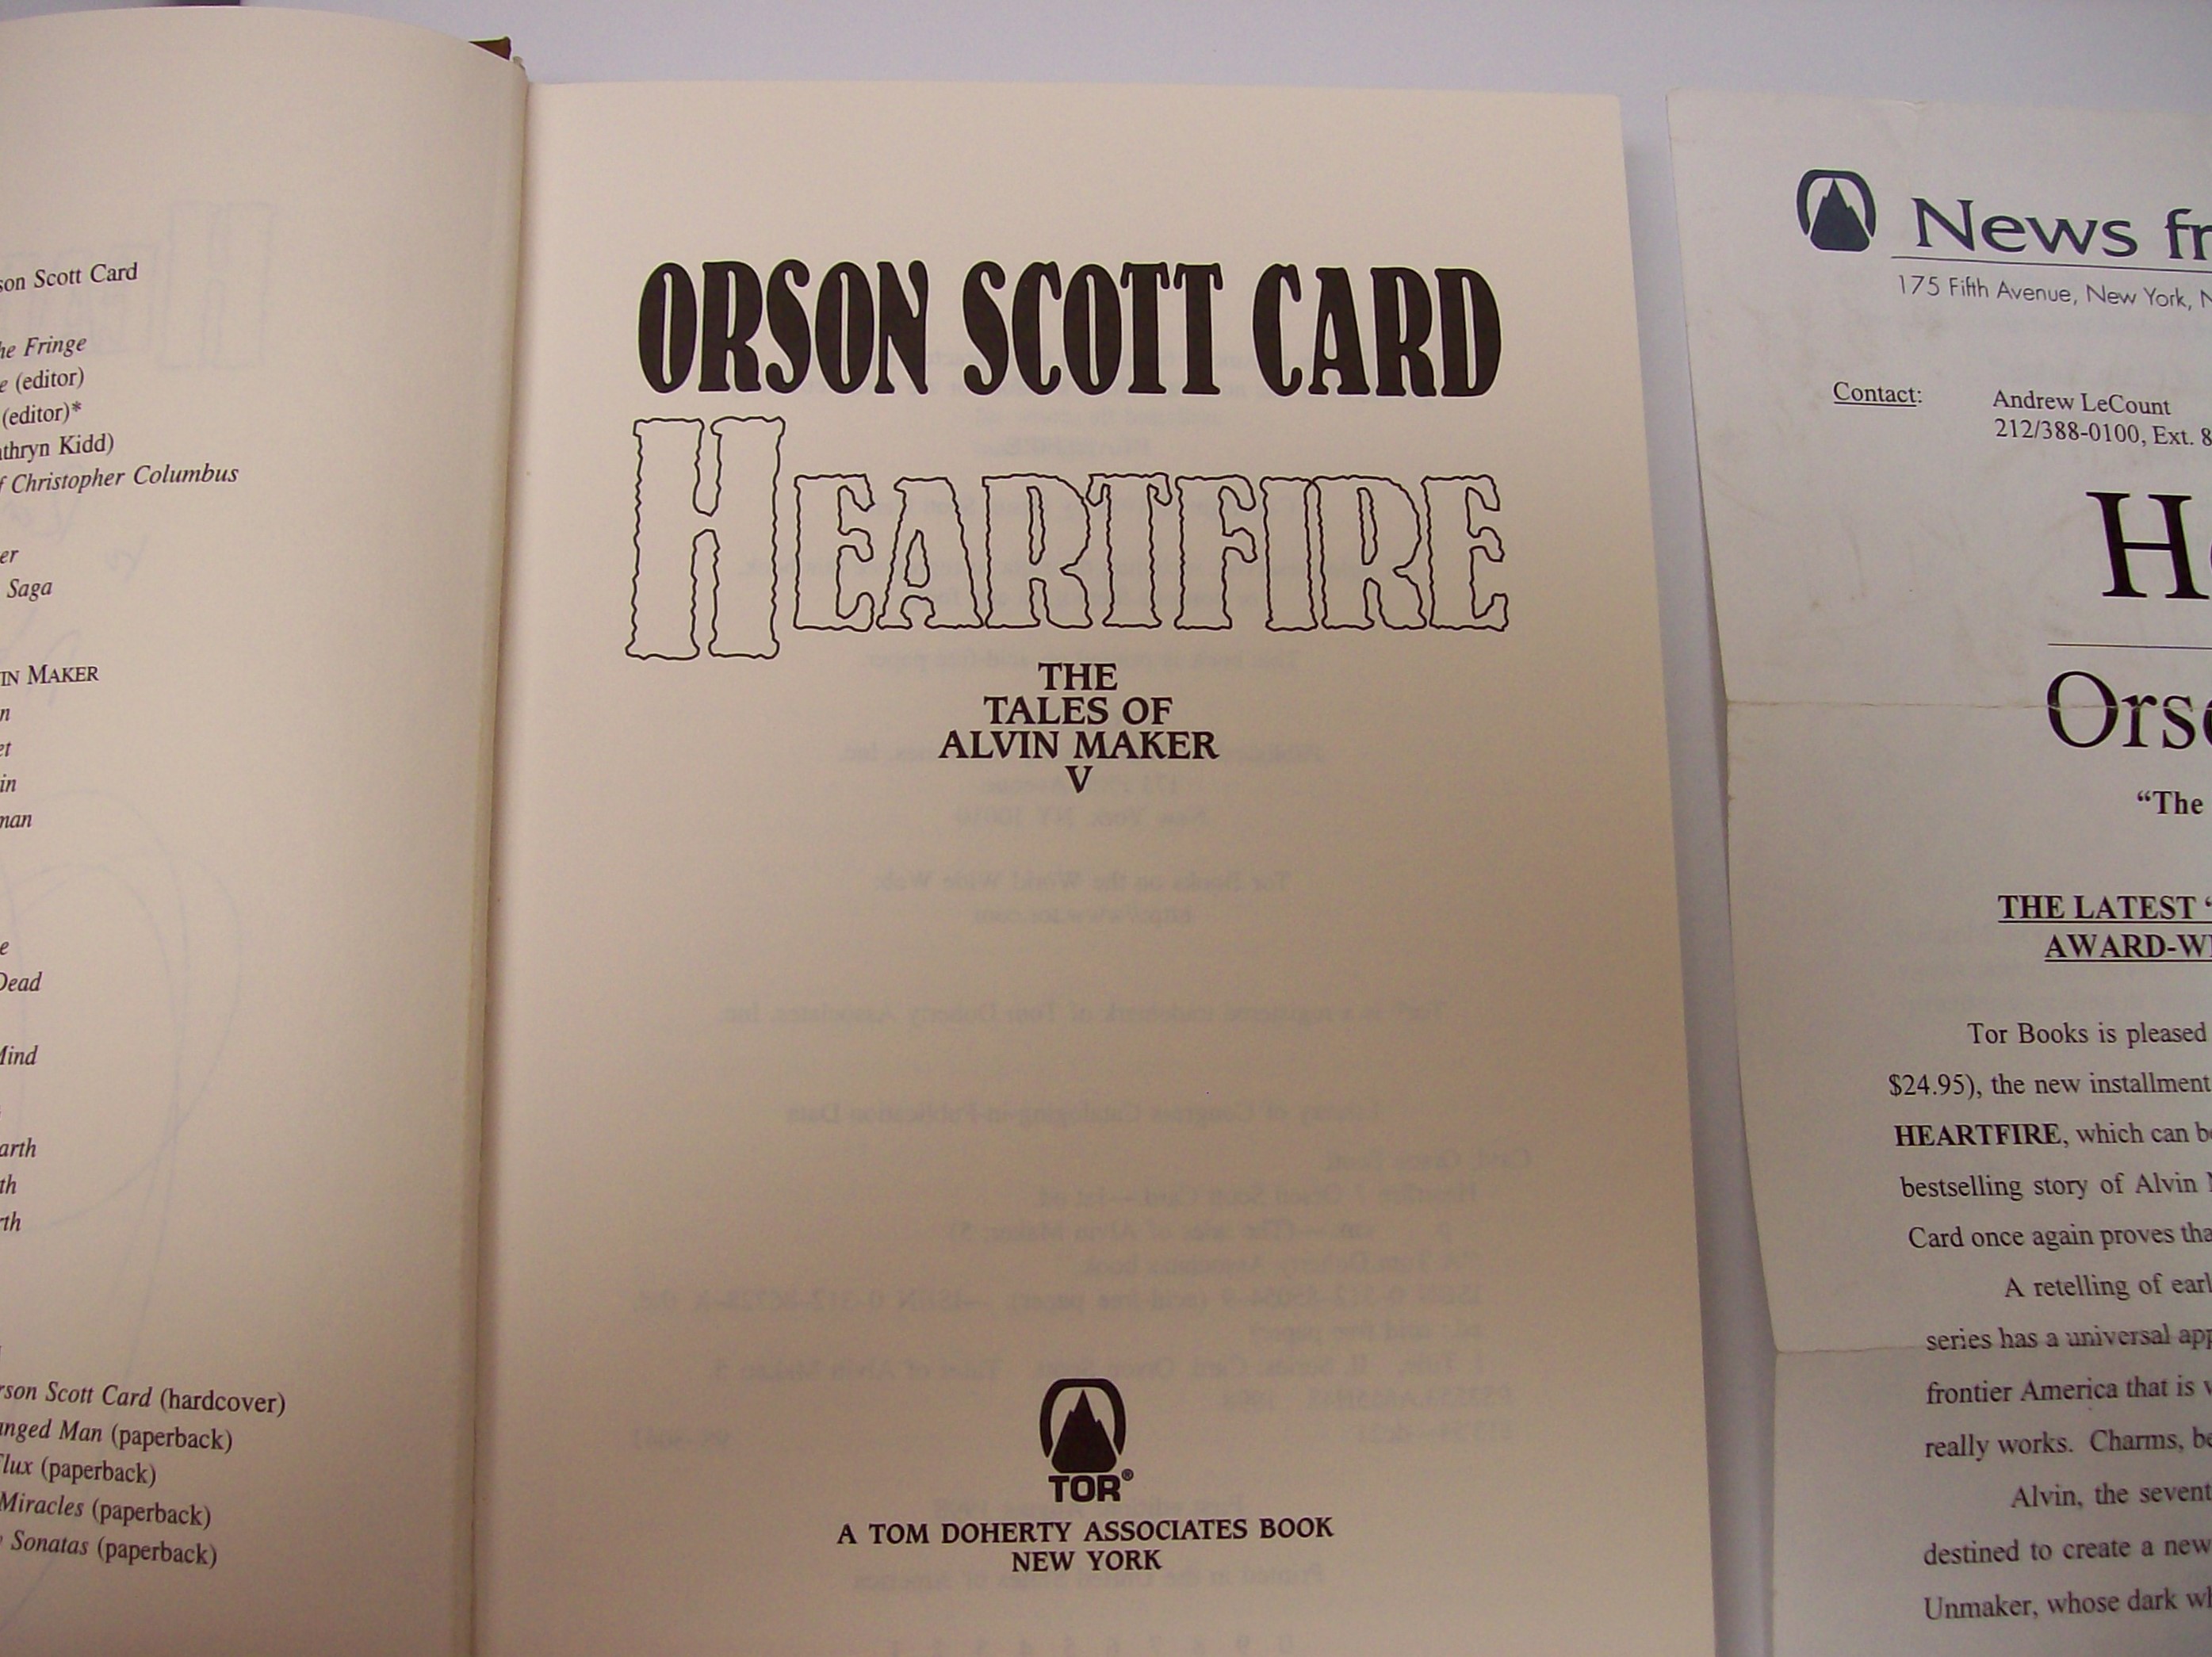 son Scott Card
he Fringe
e (editor)
(editor)*
athryn Kidd)
f Christopher Columbus
er
Saga
IN MAKER
n
et
in
man
e
Dead
Mind
arth
th
rth
rson Scott Card (hardcover)
anged Man (paperback)
Flux (paperback)
Miracles (paperback)
Sonatas (paperback)
ORSON SCOTT CARD
HEARTFIRE
THE
TALES OF
ALVIN MAKER
V
TOR®
A TOM DOHERTY ASSOCIATES BOOK
NEW YORK
News fr
175 Fifth Avenue, New York, N
Contact: Andrew LeCount
212/388-0100, Ext. 8
He
Orso
“The
THE LATEST “
AWARD-WI
Tor Books is pleased
$24.95), the new installment
HEARTFIRE, which can be
bestselling story of Alvin M
Card once again proves tha
A retelling of earl
series has a universal app
frontier America that is v
really works. Charms, be
Alvin, the sevent
destined to create a new
Unmaker, whose dark wh